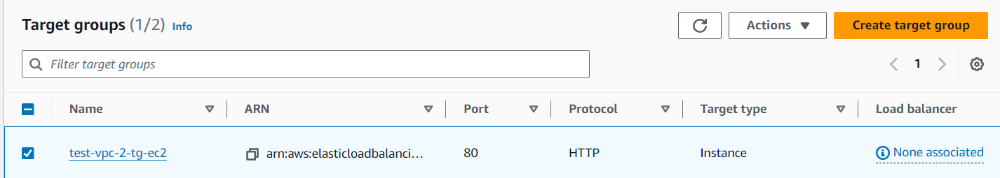 Target groups (1/2) Info
Actions
Create target group
Filter target groups
1
Name ARN Port Protocol Target type Load balancer
test-vpc-2-tg-ec2 arn:aws:elasticloadbalanci... 80 HTTP Instance None associated